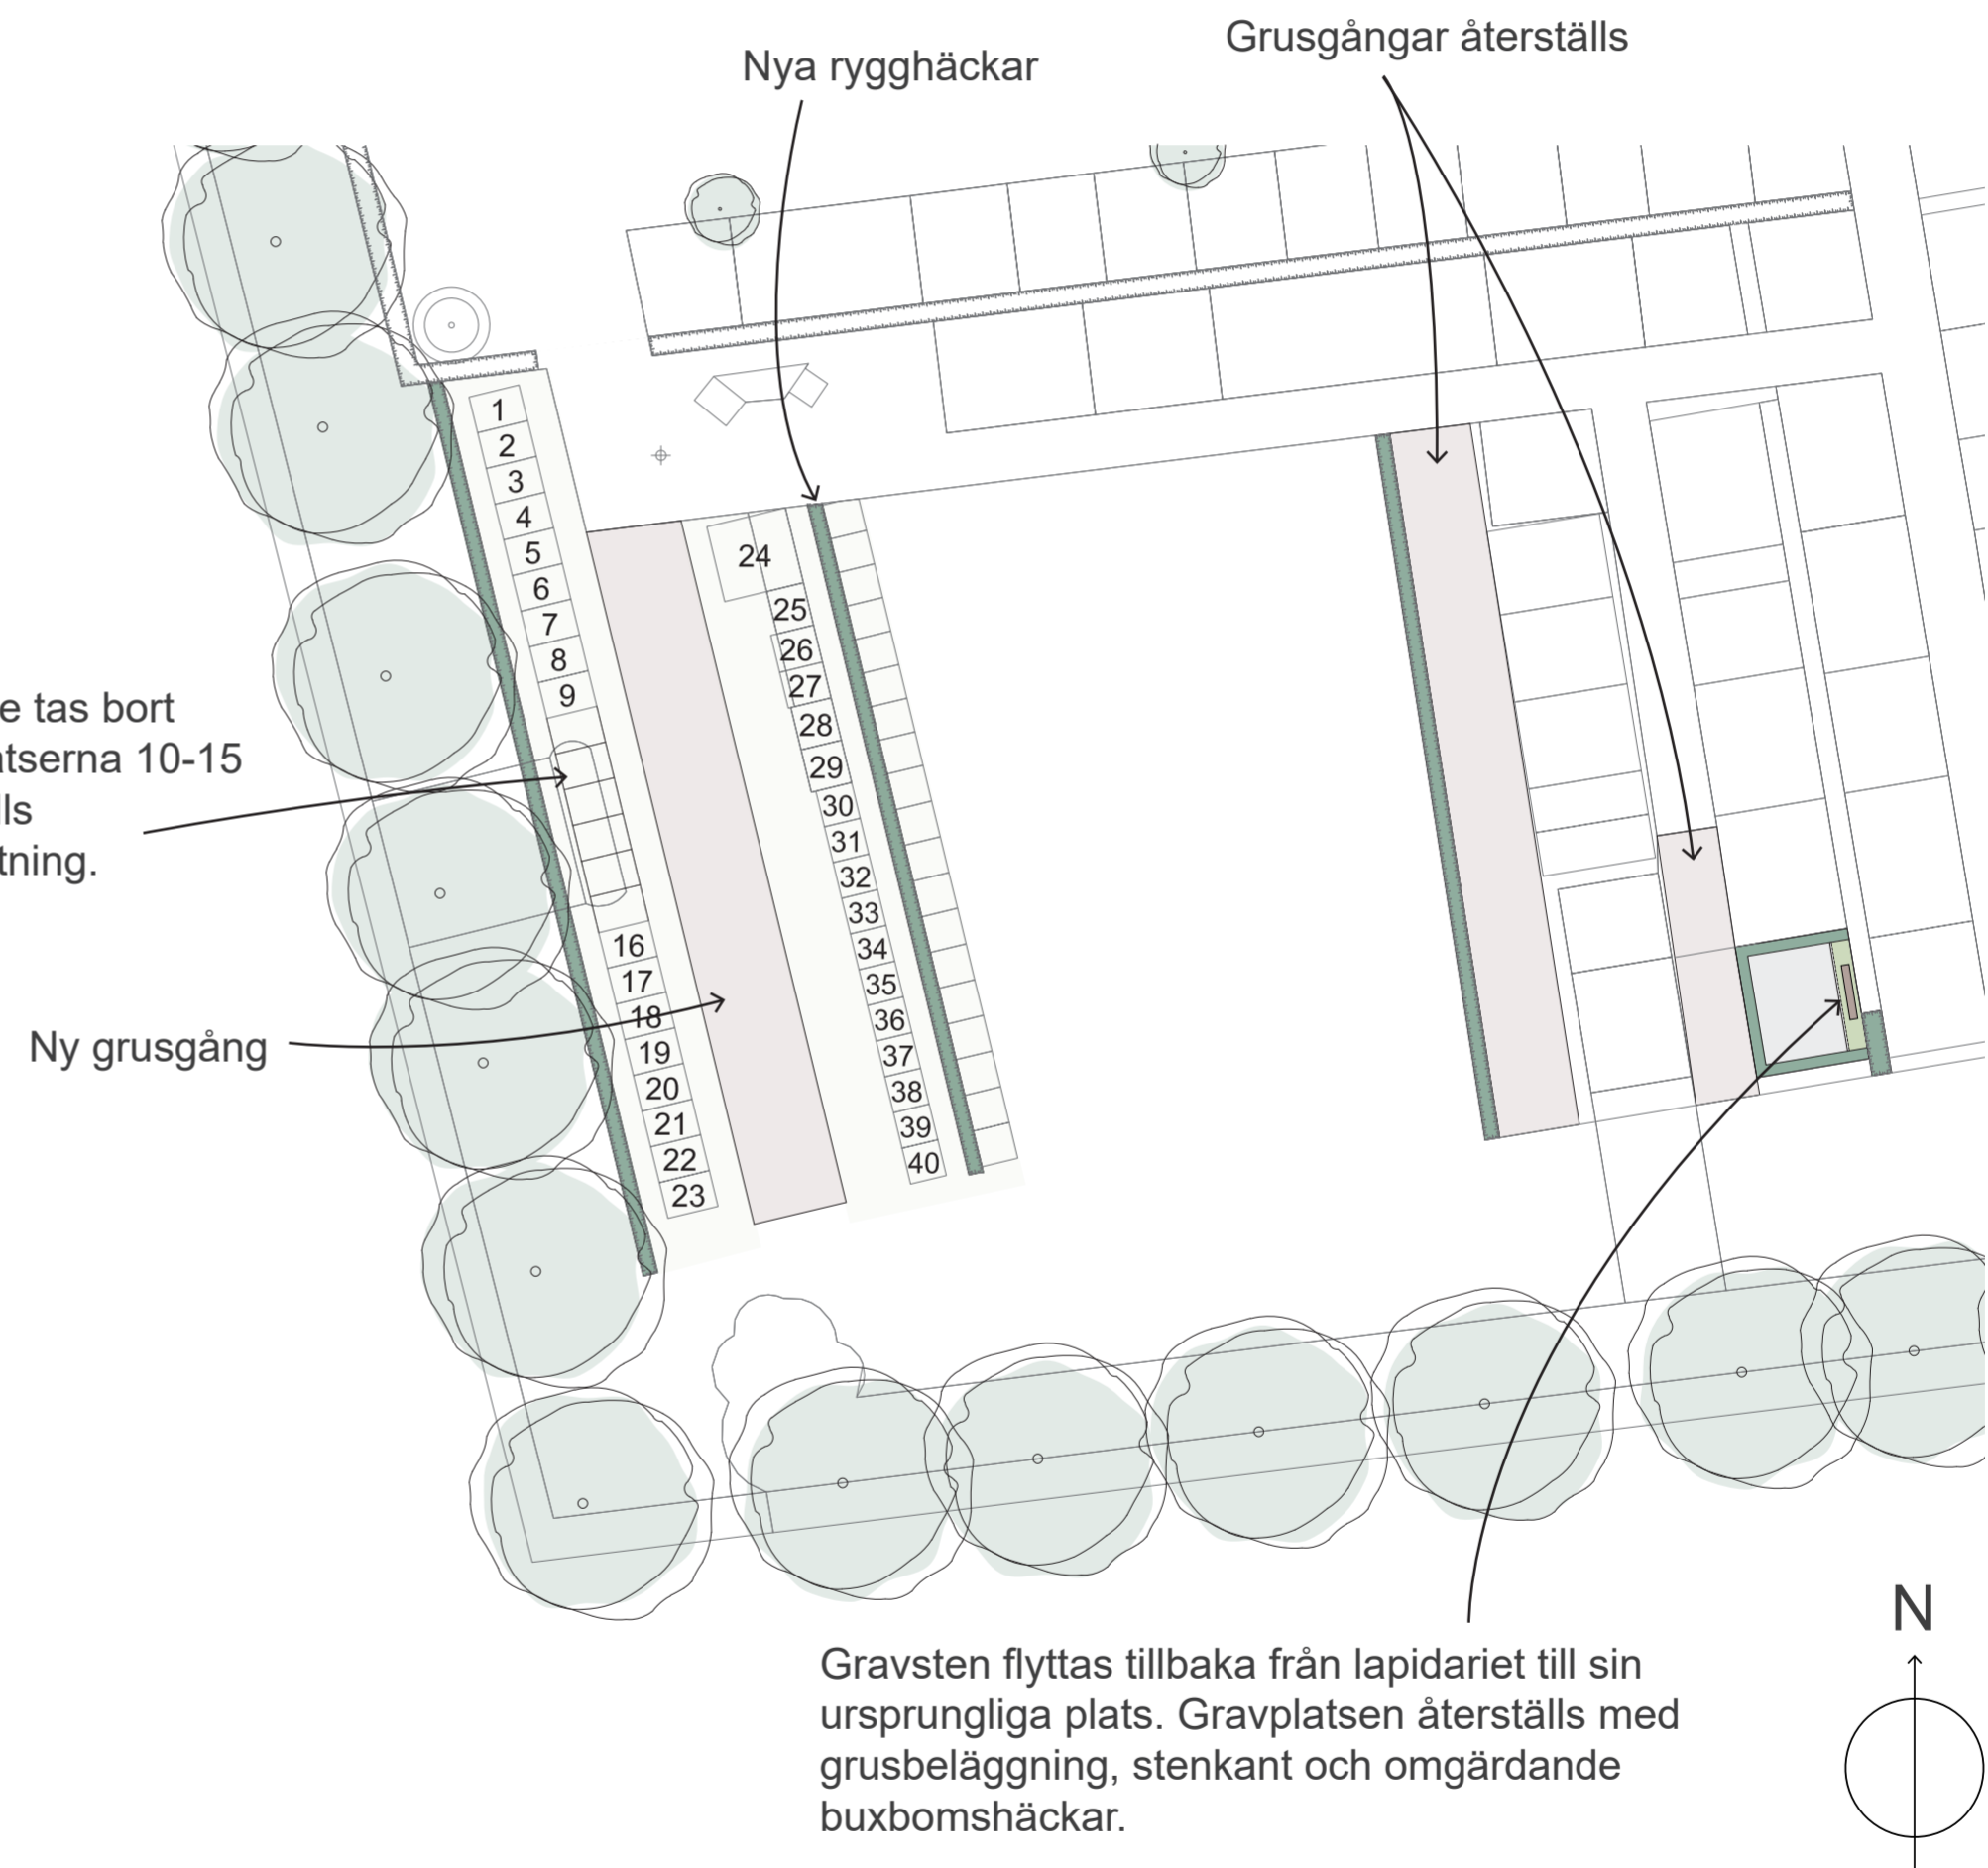 Nya rygghäckar
Grusgångar återställs
1
2
3
4
5
6
7
8
9
16
17
18
19
20
21
22
23
24
25
26
27
28
29
30
31
32
33
34
35
36
37
38
39
40
e tas bort
atserna 10-15
lls
tning.
Ny grusgång
Gravsten flyttas tillbaka från lapidariet till sin
ursprungliga plats. Gravplatsen återställs med
grusbeläggning, stenkant och omgärdande
buxbomshäckar.
N